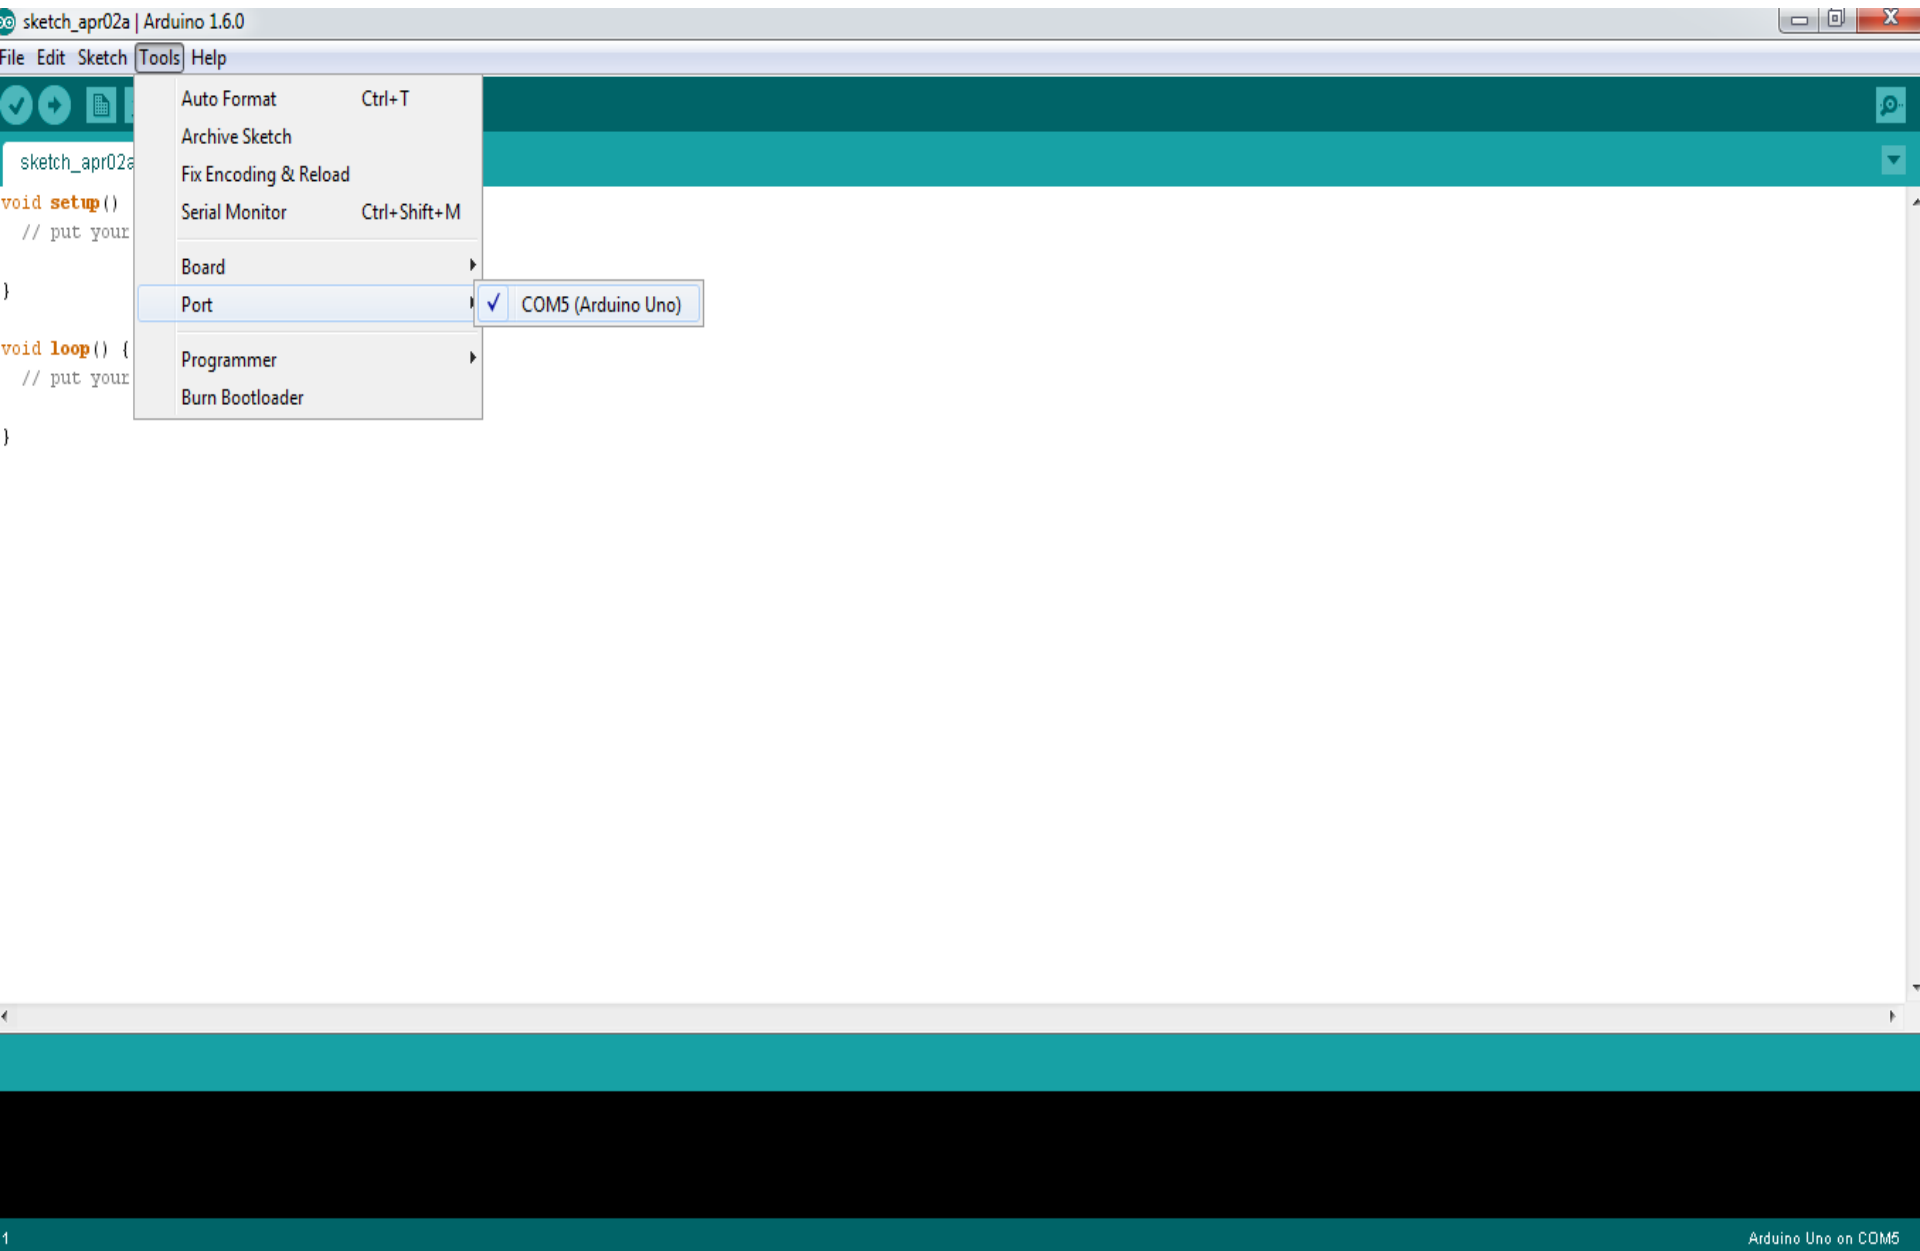 sketch_apr02a | Arduino 1.6.0
File Edit Sketch Tools Help
Auto Format Ctrl+T
Archive Sketch
sketch_apr02a
Fix Encoding & Reload
Serial Monitor Ctrl+Shift+M
void setup()
// put your
Board
}
Port
COM5 (Arduino Uno)
void loop() {
// put your
Programmer
Burn Bootloader
}
1
Arduino Uno on COM5